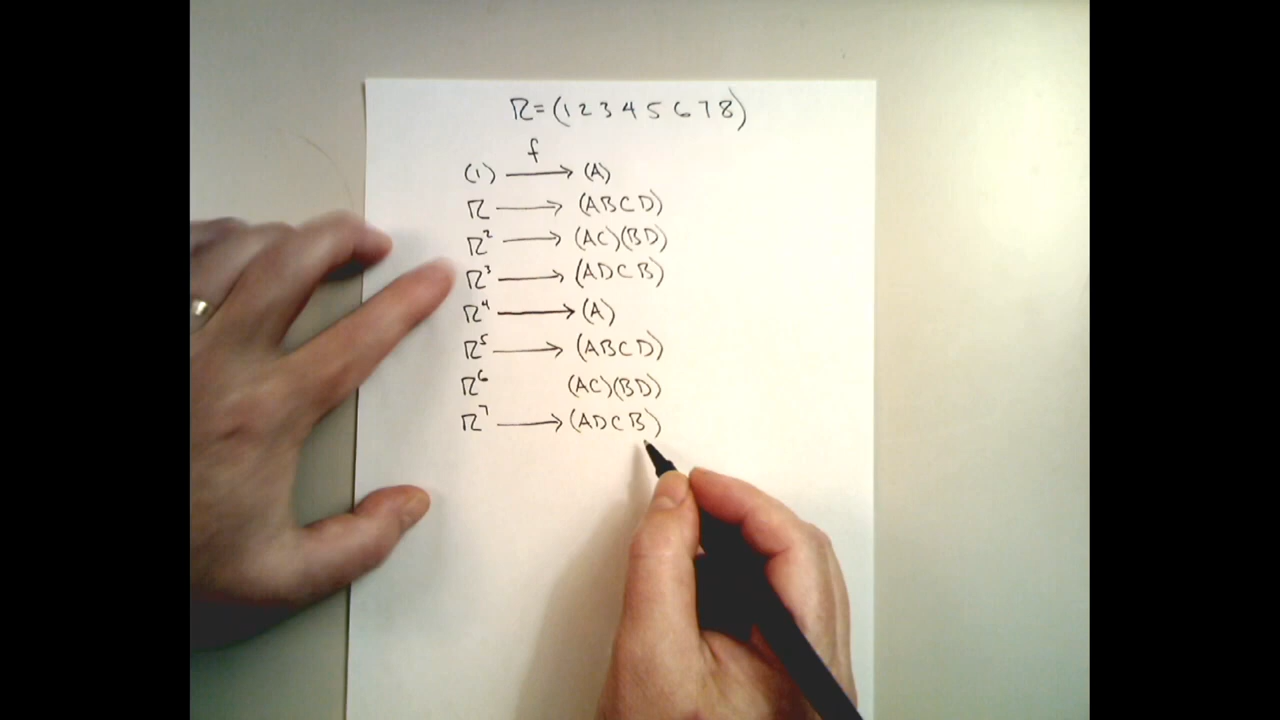 R=(1 2 3 4 5 6 7 8)
f
(1) ⟶ (A)
R ⟶ (ABCD)
R² ⟶ (AC)(BD)
R³ ⟶ (ADCB)
R⁴ ⟶ (A)
R⁵ ⟶ (ABCD)
R⁶ (AC)(BD)
R⁷ ⟶ (ADCB)